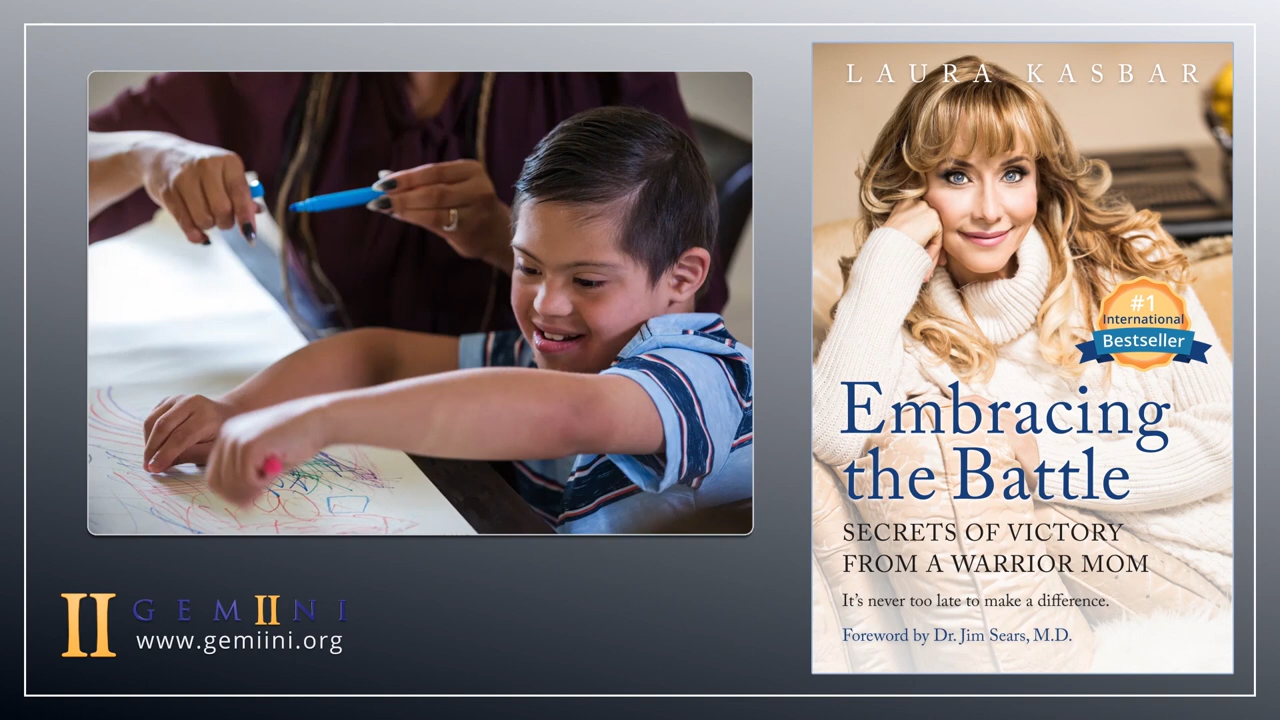 LAURA KASBAR
#1
International
Bestseller
Embracing
the Battle
SECRETS OF VICTORY
FROM A WARRIOR MOM
It's never too late to make a difference.
Foreword by Dr. Jim Sears, M.D.
II GEMIINI
www.gemiini.org